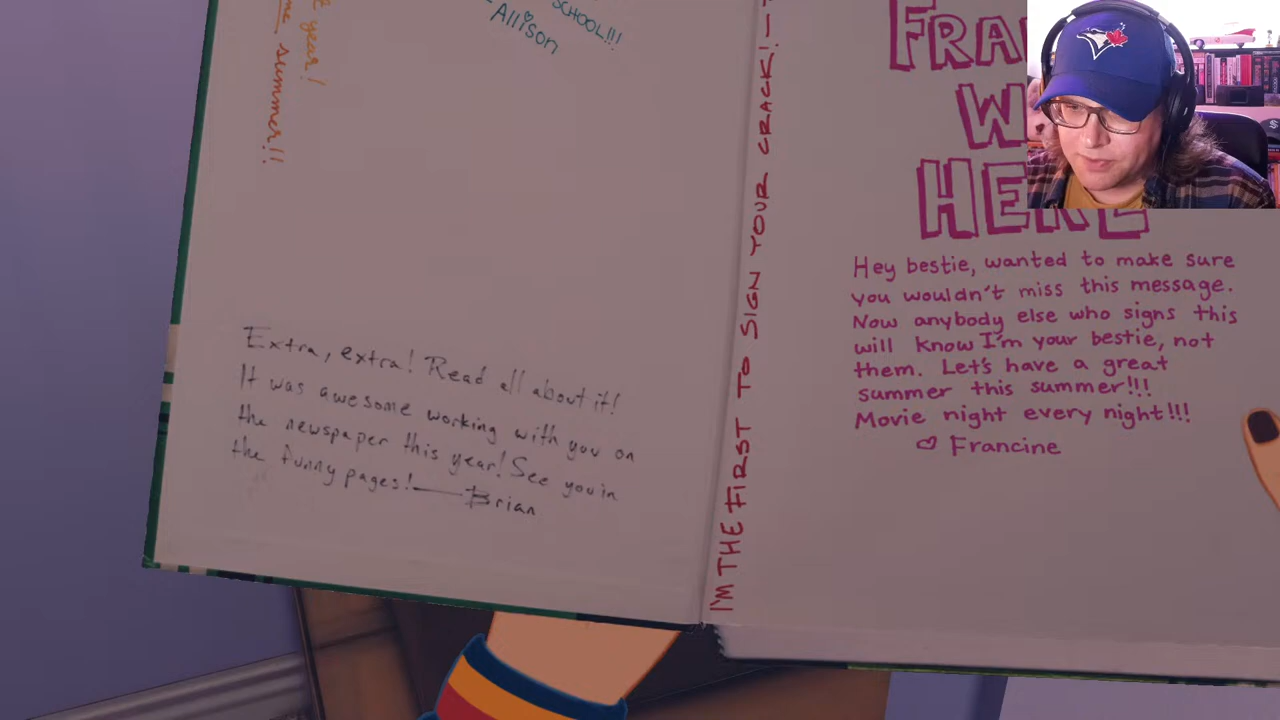 year!
summer!!
SCHOOL!!!
Allison
Extra, extra! Read all about it!
It was awesome working with you on
the newspaper this year! See you in
the funny pages! — Brian
I'M THE FIRST TO SIGN YOUR CRACK! —
HERE
Hey bestie, wanted to make sure
you wouldn't miss this message.
Now anybody else who signs this
will know I'm your bestie, not
them. Let's have a great
summer this summer!!!
Movie night every night!!!
♡ Francine